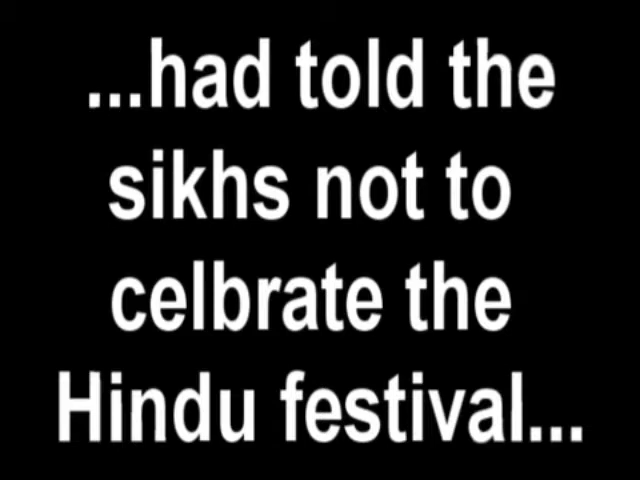 ...had told the
sikhs not to
celbrate the
Hindu festival...